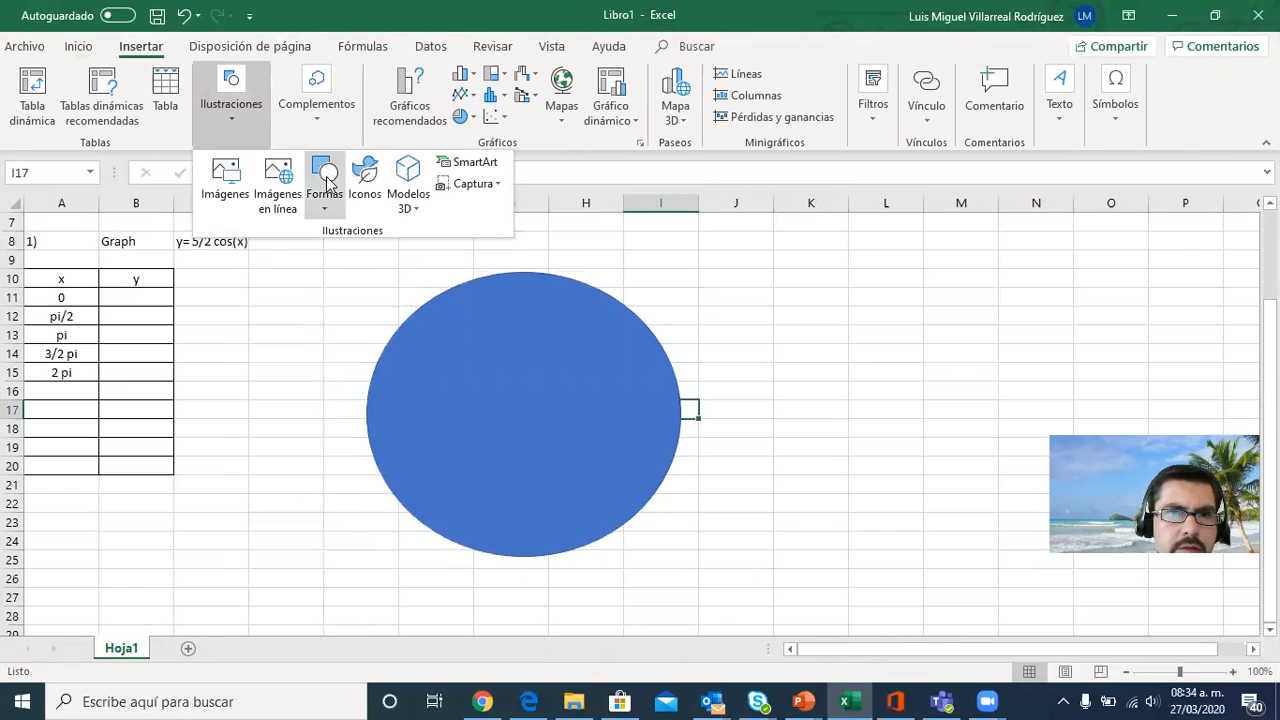 Autoguardado
Libro1 - Excel
Luis Miguel Villarreal Rodríguez LM
Archivo Inicio Insertar Disposición de página Fórmulas Datos Revisar Vista Ayuda Buscar Compartir Comentarios
Tabla dinámica
Tablas dinámicas recomendadas
Tabla
Ilustraciones
Complementos
Gráficos recomendados
Mapas
Gráfico dinámico
Mapa 3D
Líneas
Columnas
Pérdidas y ganancias
Filtros
Vínculo
Comentario
Texto
Símbolos
Tablas Gráficos Paseos Minigráficos Vínculos Comentarios
Imágenes
Imágenes en línea
Formas
Iconos
Modelos 3D
SmartArt
Captura
Ilustraciones
I17
A B H I J K L M N O P
7
8 1) Graph y= 5/2 cos(x)
9
10 x y
11 0
12 pi/2
13 pi
14 3/2 pi
15 2 pi
16
17
18
19
20
21
22
23
24
25
26
27
28
29
Hoja1
Listo
100%
Escribe aquí para buscar
08:34 a. m.
27/03/2020
40